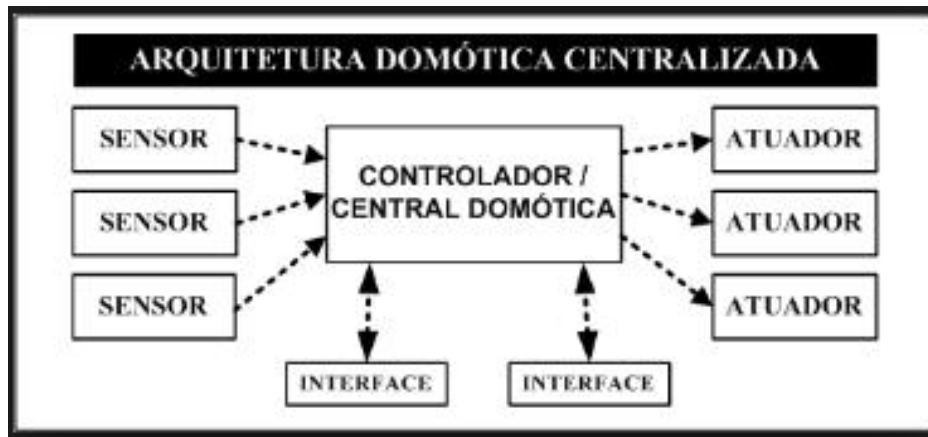 ARQUITETURA DOMÓTICA CENTRALIZADA
SENSOR
SENSOR
SENSOR
CONTROLADOR /
CENTRAL DOMÓTICA
ATUADOR
ATUADOR
ATUADOR
INTERFACE
INTERFACE